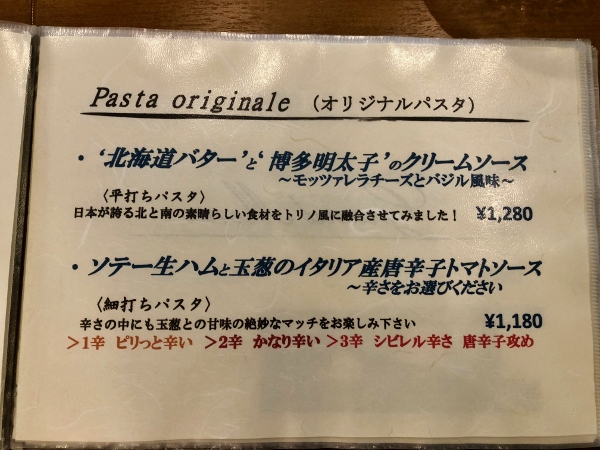 Pasta originale （オリジナルパスタ）
・‘北海道バター’と‘博多明太子’のクリームソース
～モッツァレラチーズとバジル風味～
〈平打ちパスタ〉
日本が誇る北と南の素晴らしい食材をトリノ風に融合させてみました！ ¥1,280
・ソテー生ハムと玉葱のイタリア産唐辛子トマトソース
～辛さをお選びください
〈細打ちパスタ〉
辛さの中にも玉葱との甘味の絶妙なマッチをお楽しみ下さい ¥1,180
＞1辛 ピリっと辛い ＞2辛 かなり辛い ＞3辛 シビレル辛さ 唐辛子攻め